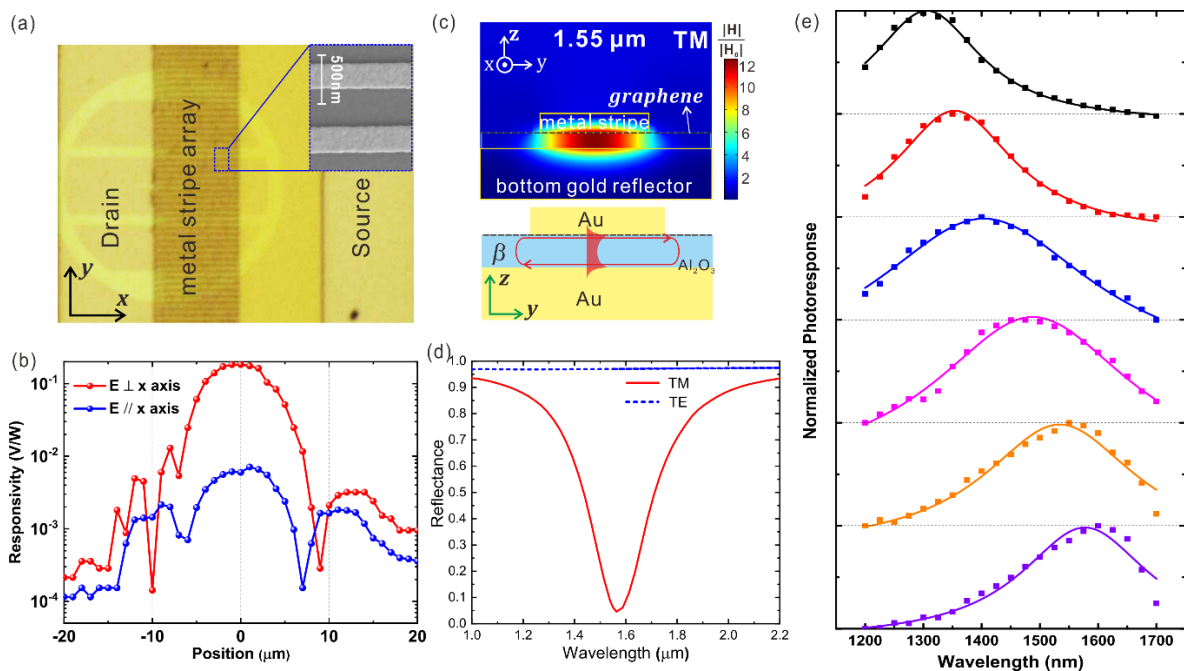 (a)
500nm
Drain
metal stripe array
Source
y
x
(b)
10⁻¹
10⁻²
10⁻³
10⁻⁴
E ⊥ x axis
E // x axis
Responsivity (V/W)
-20 -10 0 10 20
Position (μm)
(c)
1.55 μm TM
|H|
|H₀|
z
x y
graphene
metal stripe
bottom gold reflector
12
10
8
6
4
2
Au
β
Al₂O₃
z
Au
y
(d)
1.0
0.9
0.8
0.7
0.6
0.5
0.4
0.3
0.2
0.1
0.0
TM
TE
Reflectance
1.0 1.2 1.4 1.6 1.8 2.0 2.2
Wavelength (μm)
(e)
Normalized Photoresponse
1200 1300 1400 1500 1600 1700
Wavelength (nm)